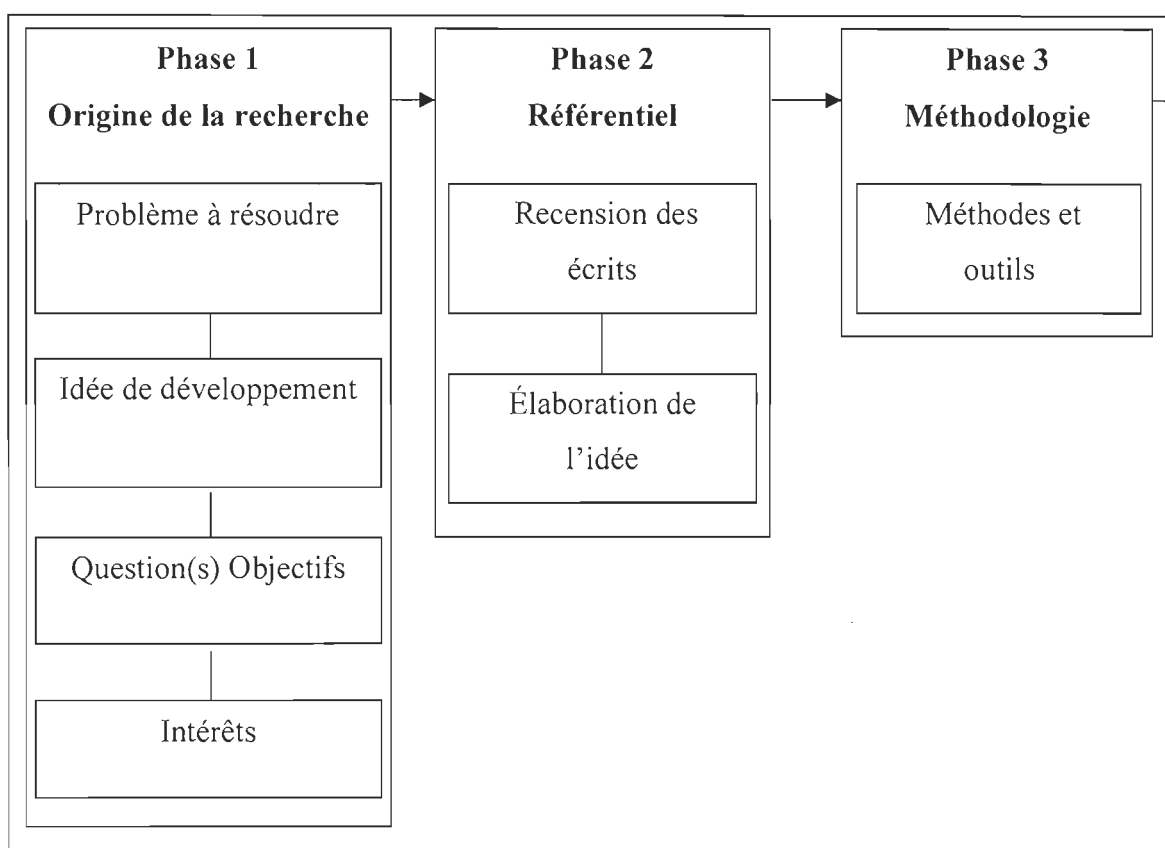 Phase 1
Origine de la recherche
Problème à résoudre
Idée de développement
Question(s) Objectifs
Intérêts
Phase 2
Référentiel
Recension des
écrits
Élaboration de
l’idée
Phase 3
Méthodologie
Méthodes et
outils